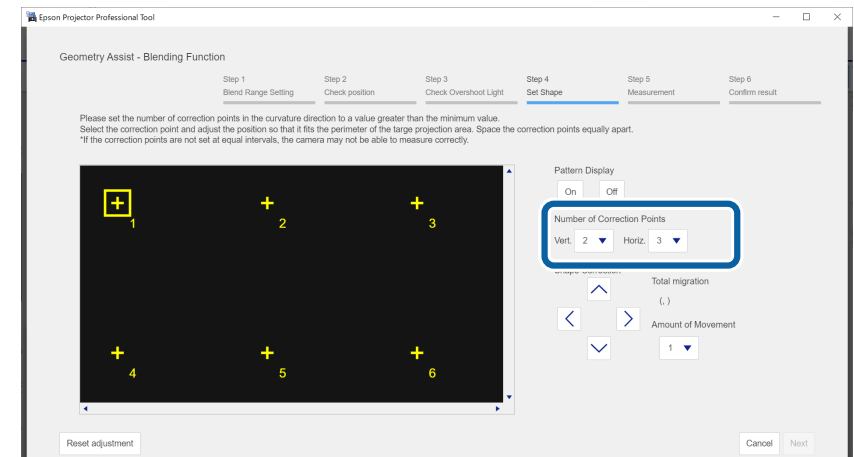 Epson Projector Professional Tool
Geometry Assist - Blending Function
Step 1 Step 2 Step 3 Step 4 Step 5 Step 6
Blend Range Setting Check position Check Overshoot Light Set Shape Measurement Confirm result
Please set the number of correction points in the curvature direction to a value greater than the minimum value.
Select the correction point and adjust the position so that it fits the perimeter of the targe projection area. Space the correction points equally apart.
*If the correction points are not set at equal intervals, the camera may not be able to measure correctly.
Pattern Display
On Off
1 2 3
Number of Correction Points
Vert. 2 Horiz. 3
Shape Correction
Total migration
(, )
Amount of Movement
1
4 5 6
Reset adjustment Cancel Next